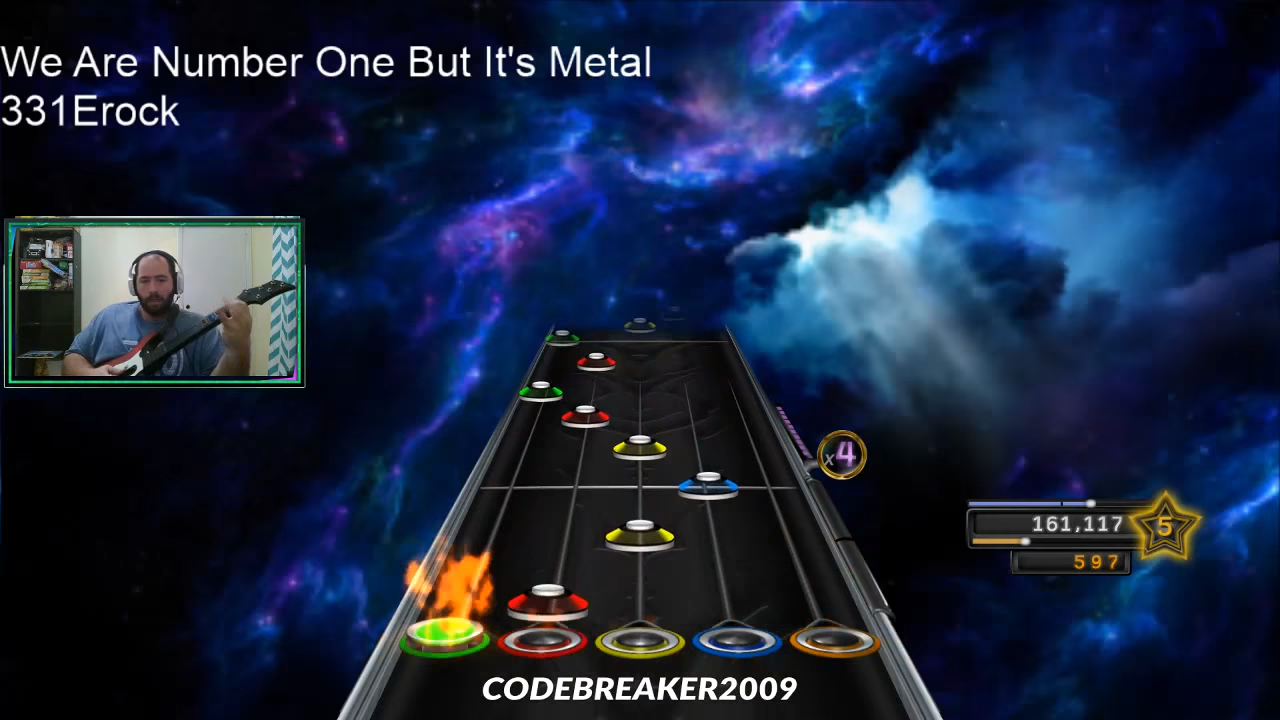 We Are Number One But It's Metal
331Erock
x4
161,117
5
597
CODEBREAKER2009